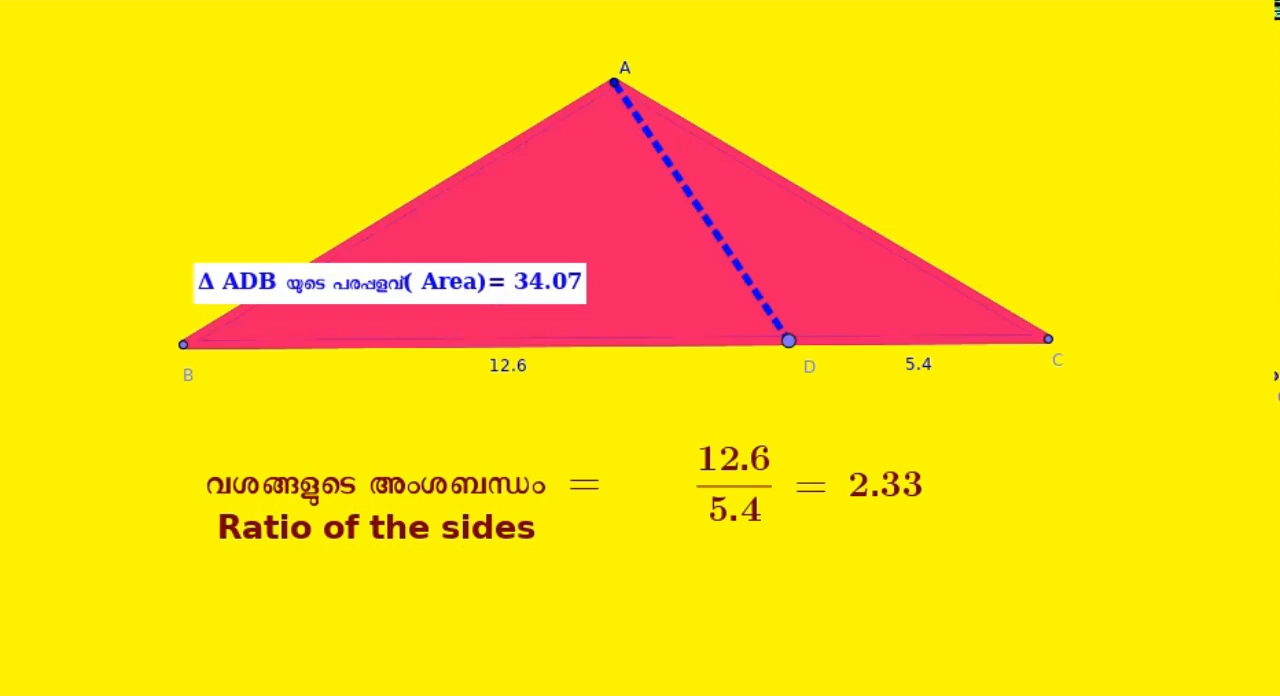 A
Δ ADB യുടെ പരപ്പളവ്( Area)= 34.07
B
12.6
D
5.4
C
വശങ്ങളുടെ അംശബന്ധം = 12.6
5.4 = 2.33
Ratio of the sides